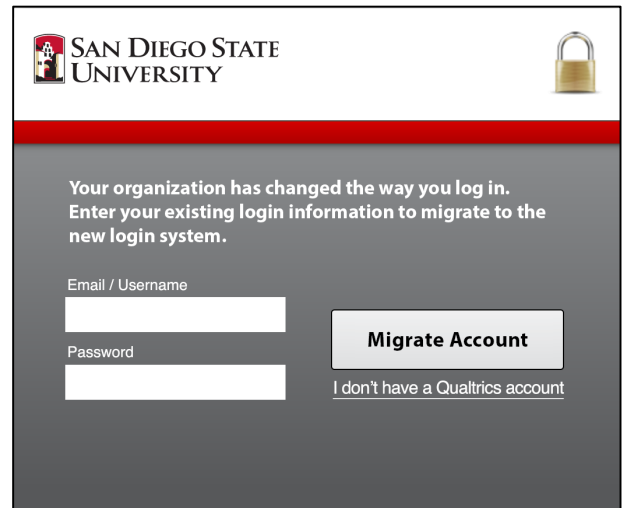 SAN DIEGO STATE
UNIVERSITY
Your organization has changed the way you log in.
Enter your existing login information to migrate to the
new login system.
Email / Username
Password
Migrate Account
I don't have a Qualtrics account